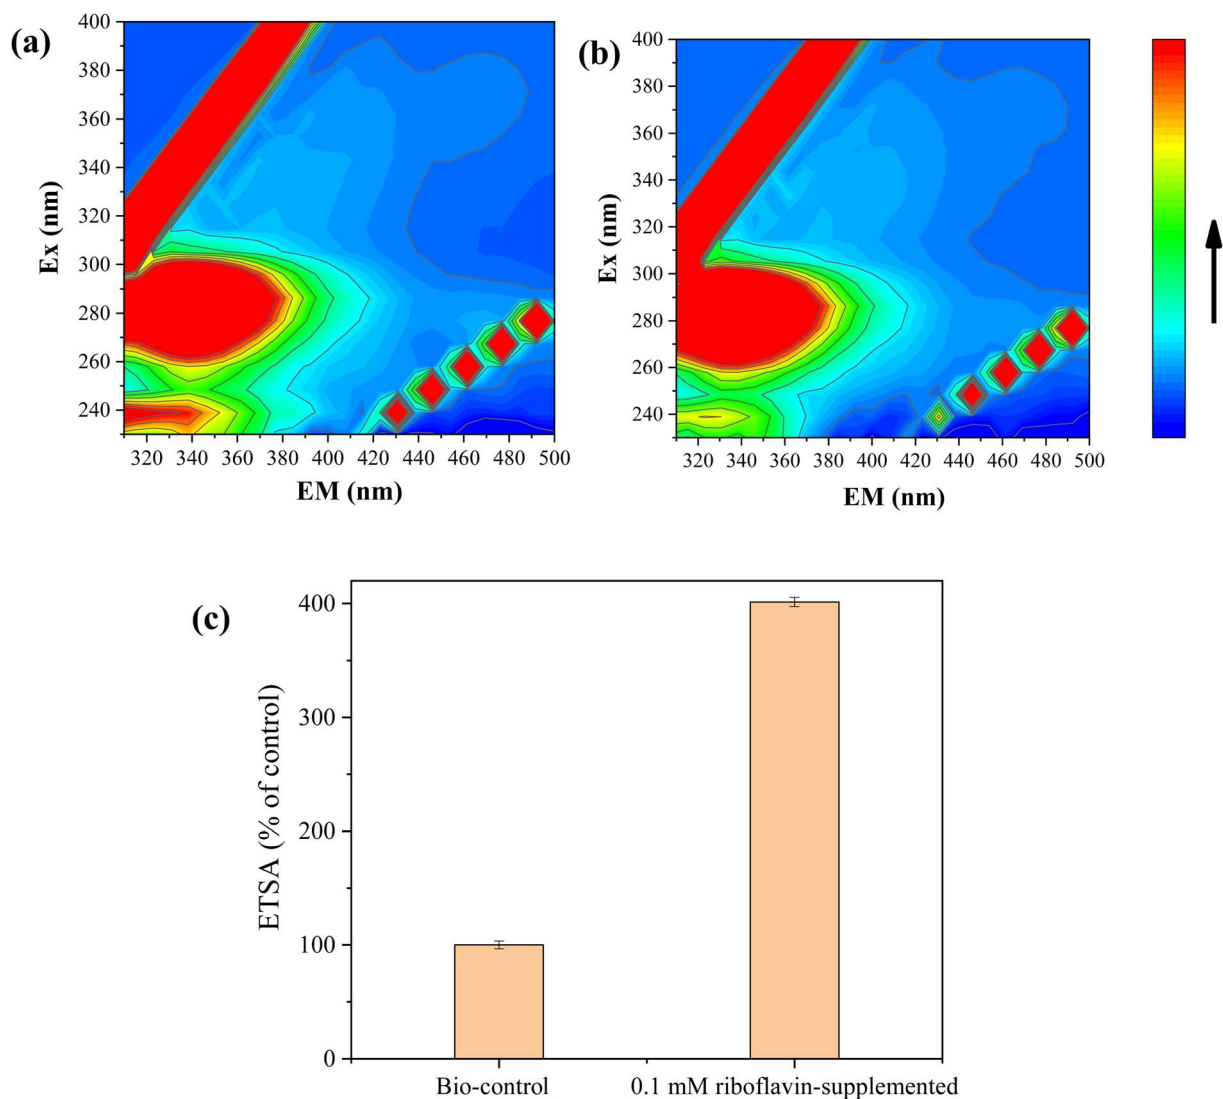 (a)
400
380
360
340
320
300
280
260
240
Ex (nm)
320 340 360 380 400 420 440 460 480 500
EM (nm)
(b)
400
380
360
340
320
300
280
260
240
Ex (nm)
320 340 360 380 400 420 440 460 480 500
EM (nm)
(c)
400
300
200
100
0
ETSA (% of control)
Bio-control 0.1 mM riboflavin-supplemented